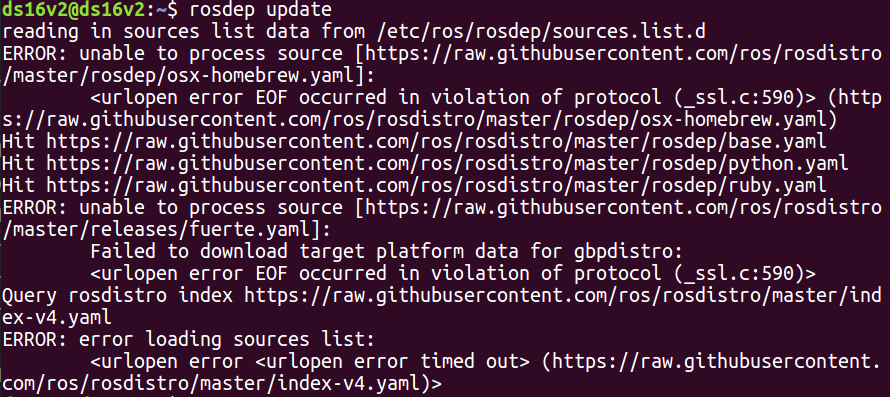 ds16v2@ds16v2:~$ rosdep update
reading in sources list data from /etc/ros/rosdep/sources.list.d
ERROR: unable to process source [https://raw.githubusercontent.com/ros/rosdistro
/master/rosdep/osx-homebrew.yaml]:
        <urlopen error EOF occurred in violation of protocol (_ssl.c:590)> (http
s://raw.githubusercontent.com/ros/rosdistro/master/rosdep/osx-homebrew.yaml)
Hit https://raw.githubusercontent.com/ros/rosdistro/master/rosdep/base.yaml
Hit https://raw.githubusercontent.com/ros/rosdistro/master/rosdep/python.yaml
Hit https://raw.githubusercontent.com/ros/rosdistro/master/rosdep/ruby.yaml
ERROR: unable to process source [https://raw.githubusercontent.com/ros/rosdistro
/master/releases/fuerte.yaml]:
        Failed to download target platform data for gbpdistro:
        <urlopen error EOF occurred in violation of protocol (_ssl.c:590)>
Query rosdistro index https://raw.githubusercontent.com/ros/rosdistro/master/ind
ex-v4.yaml
ERROR: error loading sources list:
        <urlopen error <urlopen error timed out> (https://raw.githubusercontent.
com/ros/rosdistro/master/index-v4.yaml)>